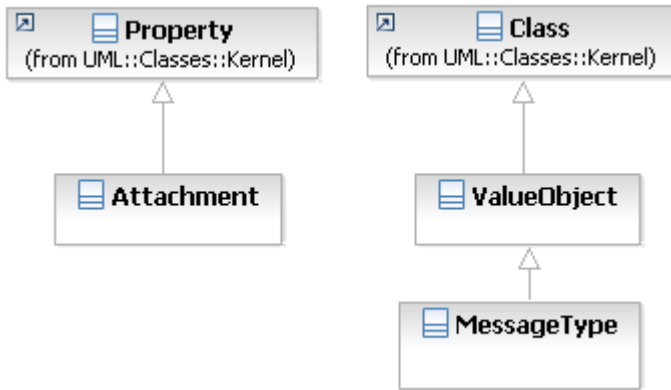 Property
(from UML::Classes::Kernel)
Class
(from UML::Classes::Kernel)
Attachment
ValueObject
MessageType